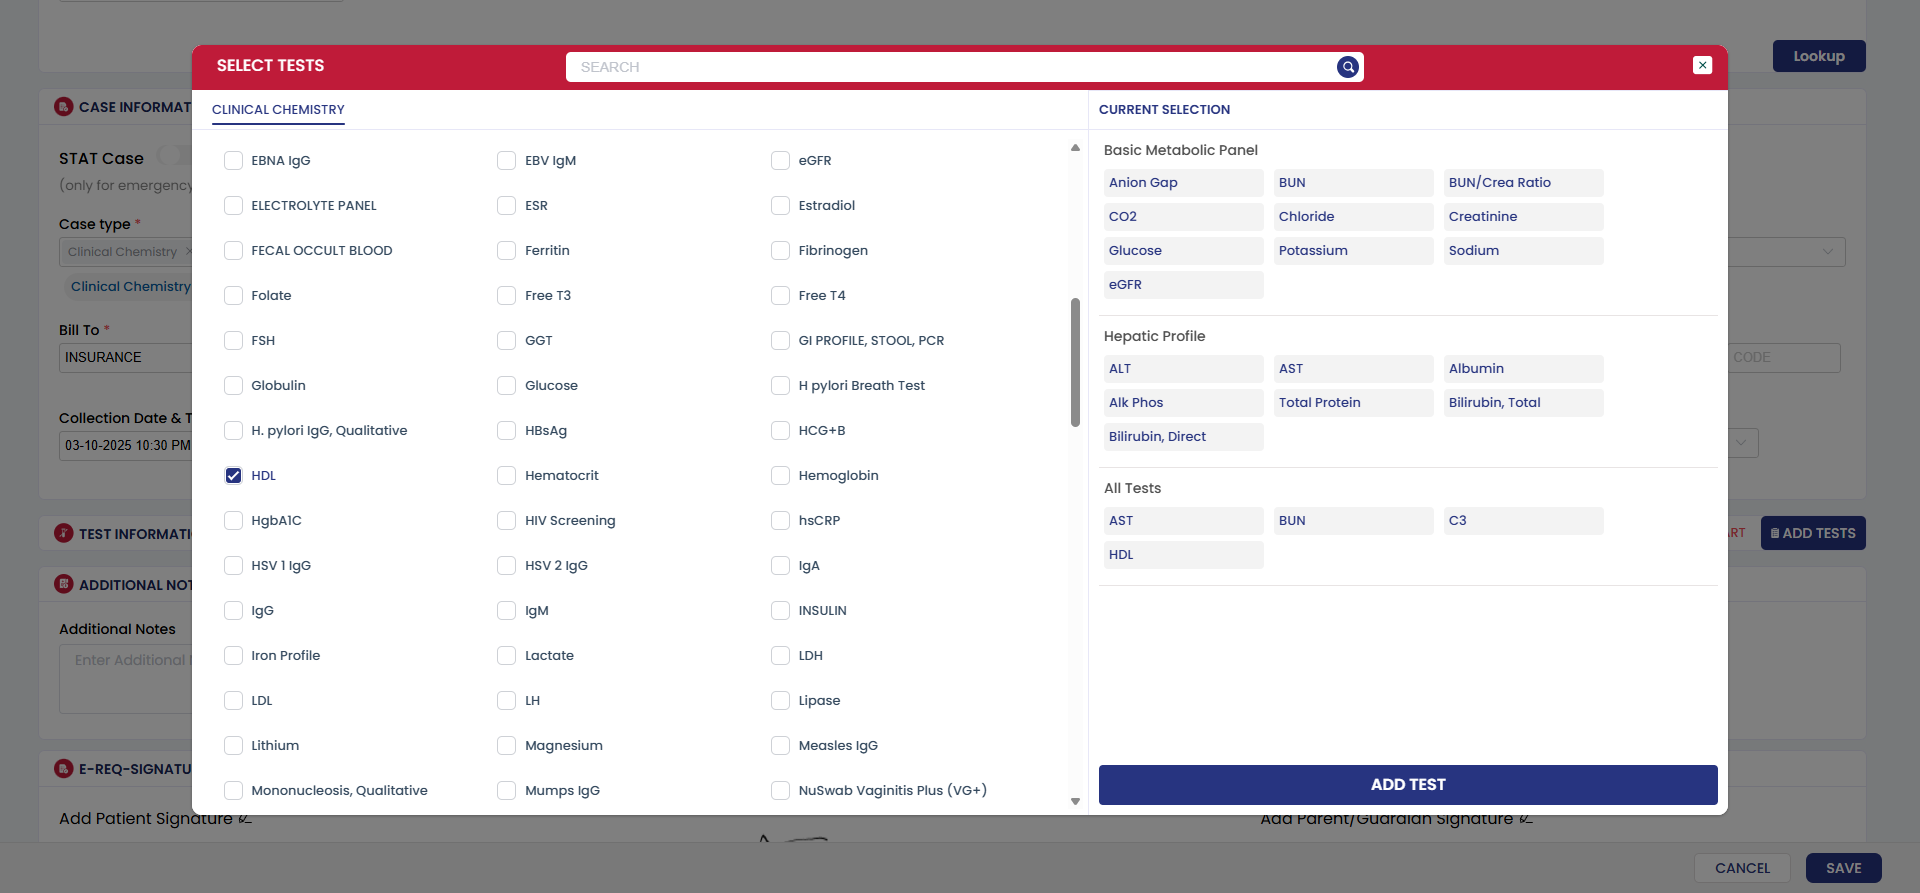 Lookup
SELECT TESTS
SEARCH
CLINICAL CHEMISTRY
CURRENT SELECTION
CASE INFORMAT
STAT Case
(only for emergency
Case type *
Clinical Chemistry ×
Clinical Chemistry
Bill To *
INSURANCE
CODE
Collection Date & T
03-10-2025 10:30 PM
TEST INFORMATI
ART
ADD TESTS
ADDITIONAL NOT
Additional Notes
Enter Additional
E-REQ-SIGNATU
Add Patient Signature
Add Parent/Guardian Signature
EBNA IgG
EBV IgM
eGFR
ELECTROLYTE PANEL
ESR
Estradiol
FECAL OCCULT BLOOD
Ferritin
Fibrinogen
Folate
Free T3
Free T4
FSH
GGT
GI PROFILE, STOOL, PCR
Globulin
Glucose
H pylori Breath Test
H. pylori IgG, Qualitative
HBsAg
HCG+B
HDL
Hematocrit
Hemoglobin
HgbA1C
HIV Screening
hsCRP
HSV 1 IgG
HSV 2 IgG
IgA
IgG
IgM
INSULIN
Iron Profile
Lactate
LDH
LDL
LH
Lipase
Lithium
Magnesium
Measles IgG
Mononucleosis, Qualitative
Mumps IgG
NuSwab Vaginitis Plus (VG+)
Basic Metabolic Panel
Anion Gap
BUN
BUN/Crea Ratio
CO2
Chloride
Creatinine
Glucose
Potassium
Sodium
eGFR
Hepatic Profile
ALT
AST
Albumin
Alk Phos
Total Protein
Bilirubin, Total
Bilirubin, Direct
All Tests
AST
BUN
C3
HDL
ADD TEST
CANCEL
SAVE